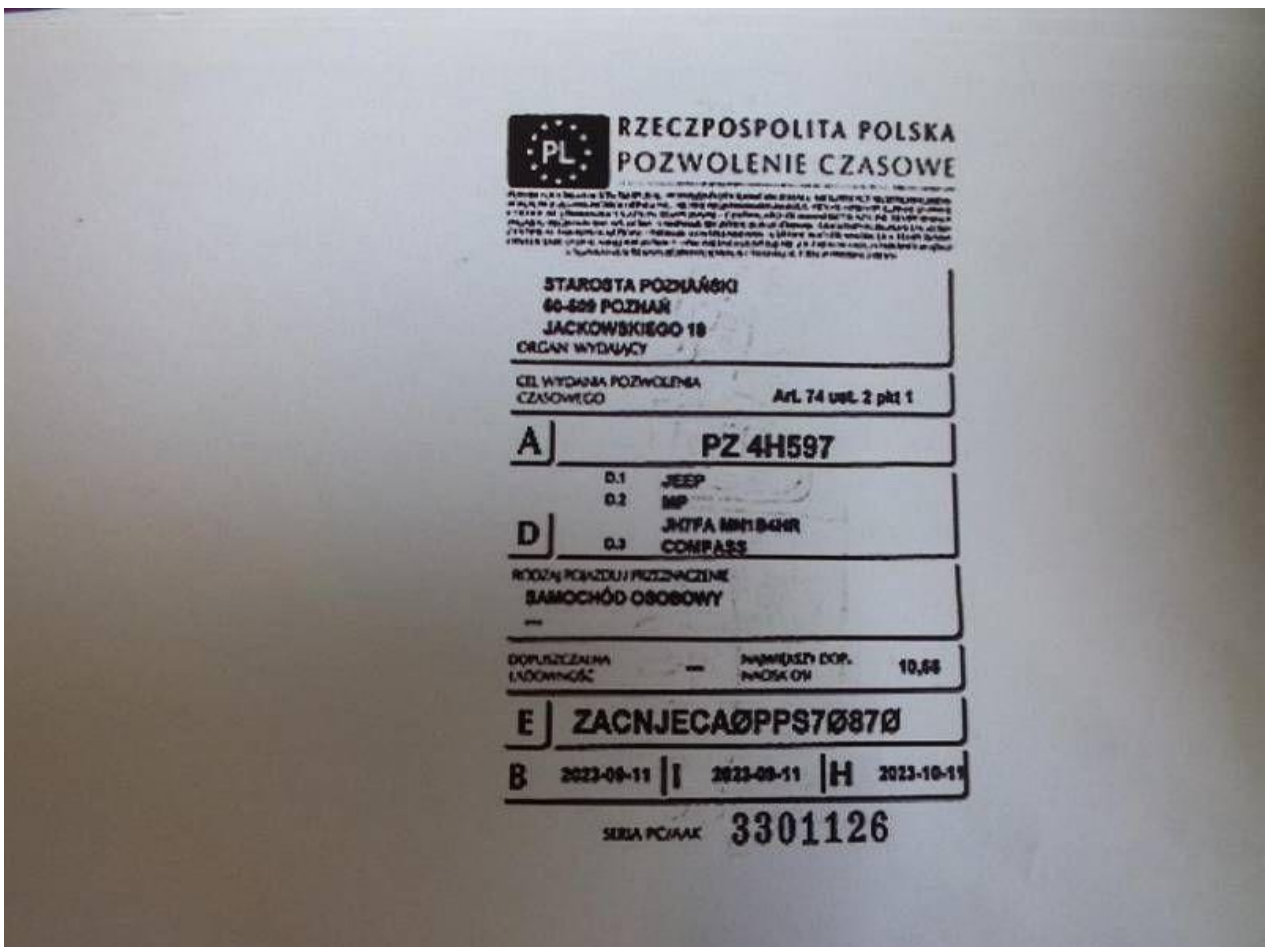 PL
RZECZPOSPOLITA POLSKA
POZWOLENIE CZASOWE
STAROSTA POZNAŃSKI
60-509 POZNAŃ
JACKOWSKIEGO 18
ORGAN WYDAJĄCY
CEL WYDANIA POZWOLENIA
CZASOWEGO
Art. 74 ust. 2 pkt 1
A PZ 4H597
D.1 JEEP
D.2 MP
D
D.3 COMPASS
RODZAJ POJAZDU I PRZEZNACZENIE
SAMOCHÓD OSOBOWY
---
DOPUSZCZALNA ŁADOWNOŚĆ --- NAJWIĘKSZY DOP. NACISK OSI
E ZACNJECAØPPS7Ø87Ø
B 2023-09-11 I 2023-09-11 H 2023-10-11
SERIA PC/AAK 3301126